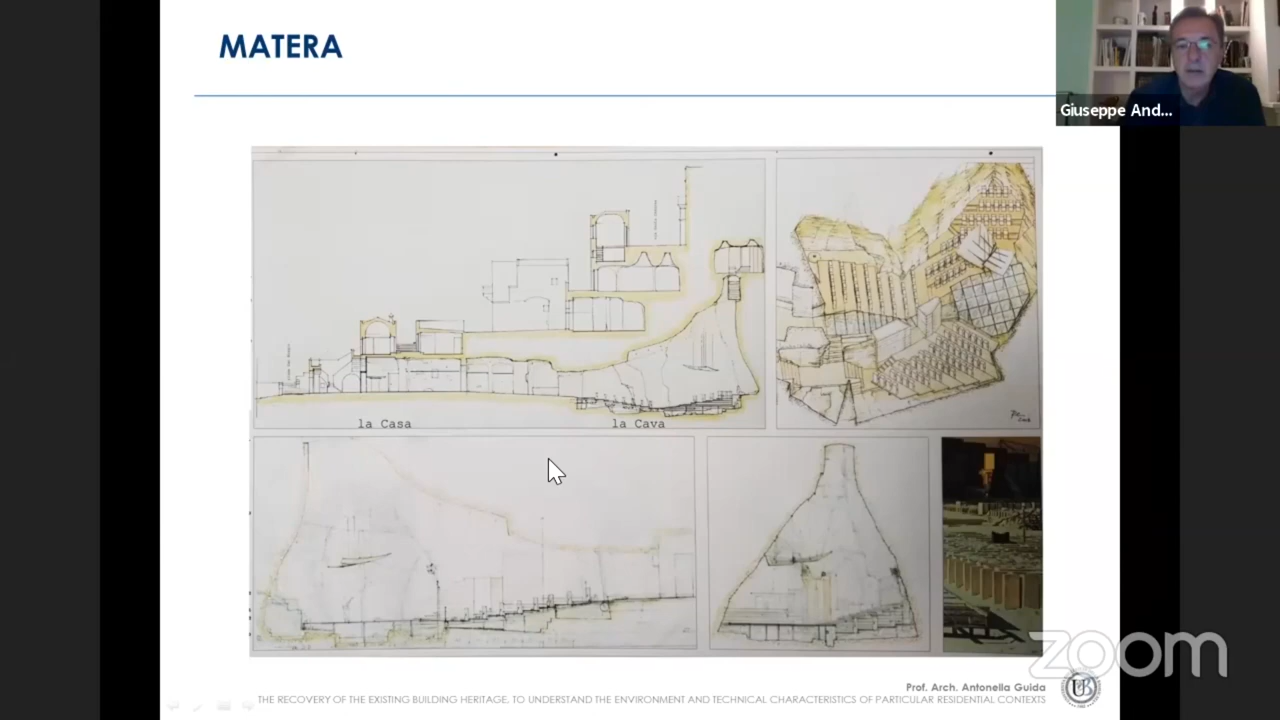 MATERA
Giuseppe And...
la Casa
la Cava
zoom
Prof. Arch. Antonella Guida
THE RECOVERY OF THE EXISTING BUILDING HERITAGE. TO UNDERSTAND THE ENVIRONMENT AND TECHNICAL CHARACTERISTICS OF PARTICULAR RESIDENTIAL CONTEXTS